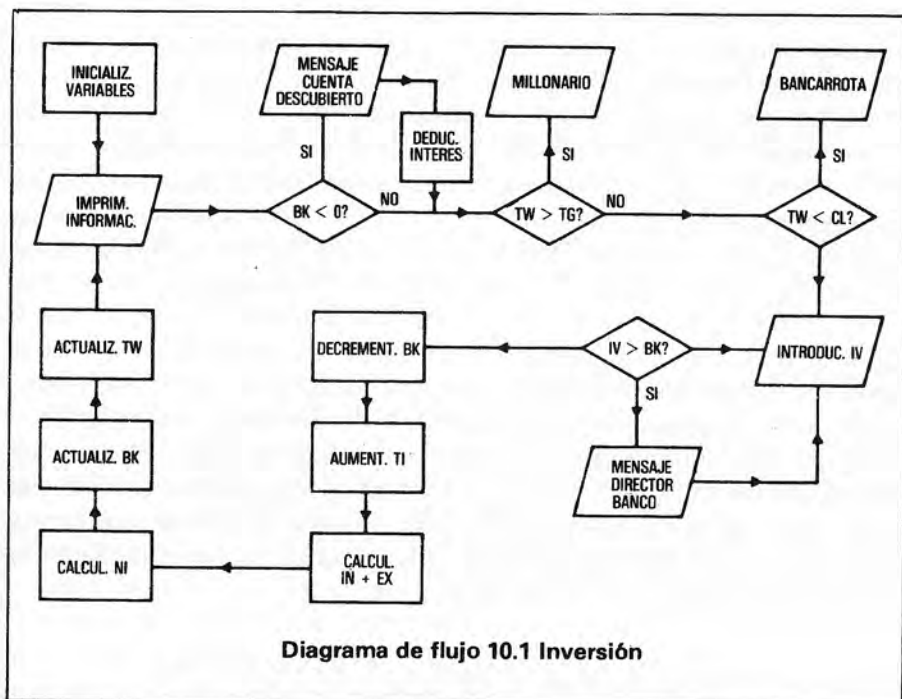 INICIALIZ.
VARIABLES
MENSAJE
CUENTA
DESCUBIERTO
MILLONARIO
BANCARROTA
DEDUC.
INTERES
SI
SI
SI
IMPRIM.
INFORMAC.
BK < 0?
NO
TW > TG?
NO
TW < CL?
ACTUALIZ. TW
DECREMENT. BK
IV > BK?
INTRODUC. IV
SI
ACTUALIZ. BK
AUMENT. TI
MENSAJE
DIRECTOR
BANCO
CALCUL. NI
CALCUL.
IN + EX
Diagrama de flujo 10.1 Inversión